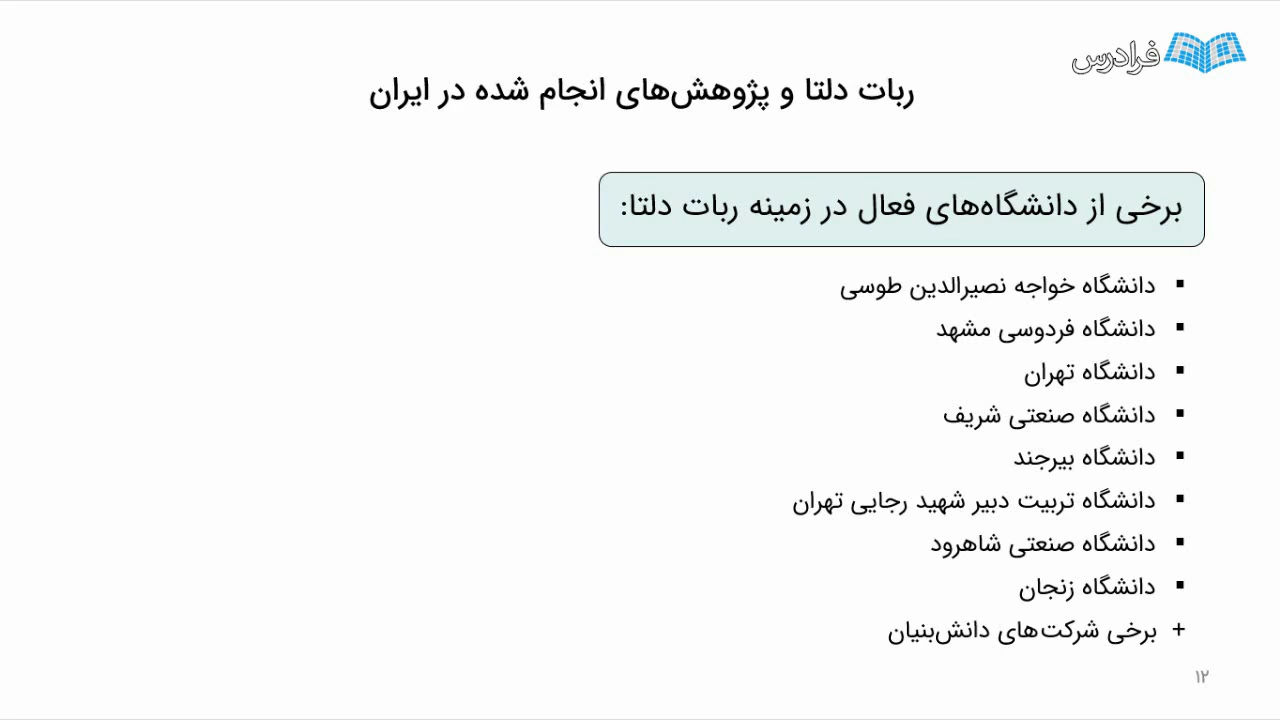 فرادرس
ربات دلتا و پژوهش‌های انجام شده در ایران
برخی از دانشگاه‌های فعال در زمینه ربات دلتا:
▪ دانشگاه خواجه نصیرالدین طوسی
▪ دانشگاه فردوسی مشهد
▪ دانشگاه تهران
▪ دانشگاه صنعتی شریف
▪ دانشگاه بیرجند
▪ دانشگاه تربیت دبیر شهید رجایی تهران
▪ دانشگاه صنعتی شاهرود
▪ دانشگاه زنجان
+ برخی شرکت‌های دانش‌بنیان
۱۲